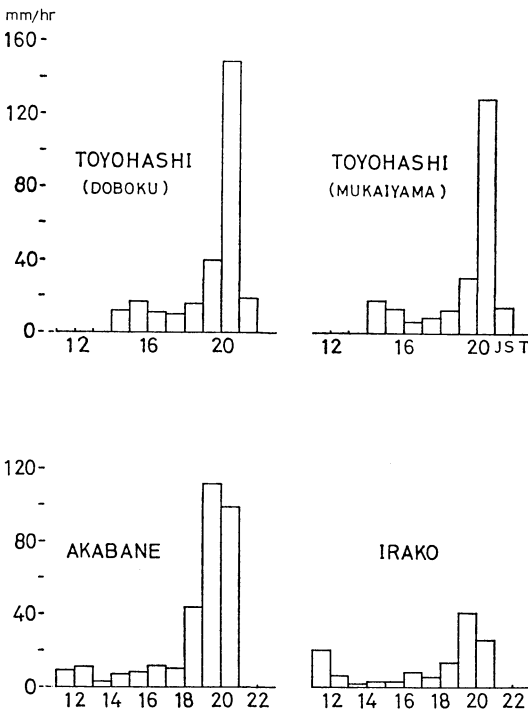 mm/hr
160-
120-
80-
40-
0-
TOYOHASHI
(DOBOKU)
12 16 20
TOYOHASHI
(MUKAIYAMA)
12 16 20 JST
120-
80-
40-
0-
AKABANE
12 14 16 18 20 22
IRAKO
12 14 16 18 20 22